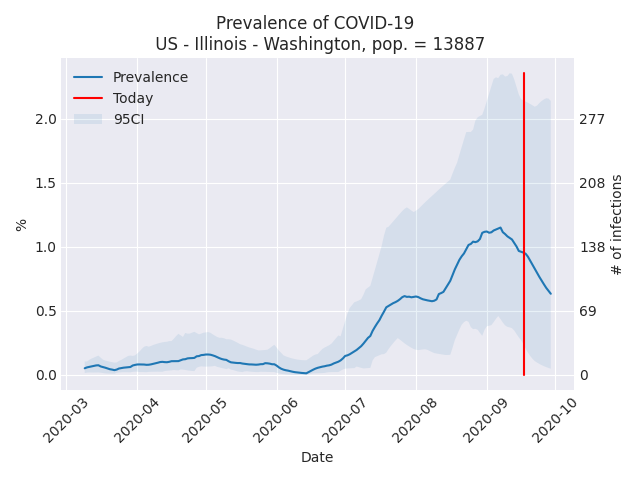 Prevalence of COVID-19
US - Illinois - Washington, pop. = 13887
Prevalence
Today
95CI
2.0
1.5
1.0
0.5
0.0
%
277
208
138
69
0
# of infections
2020-03
2020-04
2020-05
2020-06
2020-07
2020-08
2020-09
2020-10
Date